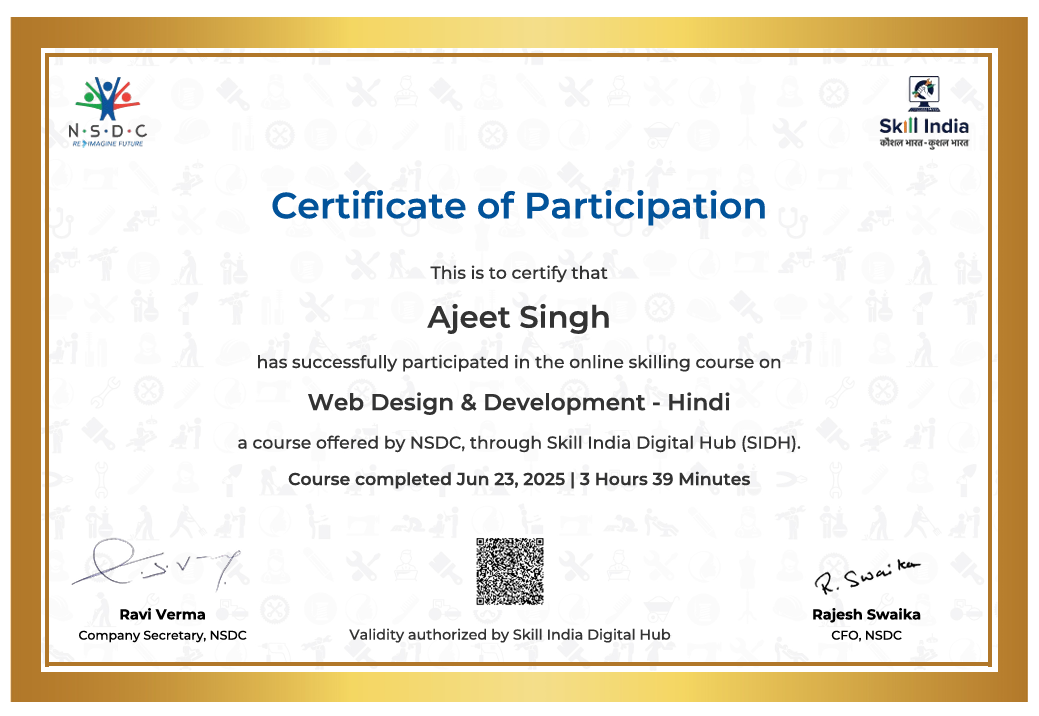 N·S·D·C
RE IMAGINE FUTURE
Skill India
कौशल भारत-कुशल भारत
Certificate of Participation
This is to certify that
Ajeet Singh
has successfully participated in the online skilling course on
Web Design & Development - Hindi
a course offered by NSDC, through Skill India Digital Hub (SIDH).
Course completed Jun 23, 2025 | 3 Hours 39 Minutes
R. Swaika
Ravi Verma
Company Secretary, NSDC
Validity authorized by Skill India Digital Hub
Rajesh Swaika
CFO, NSDC